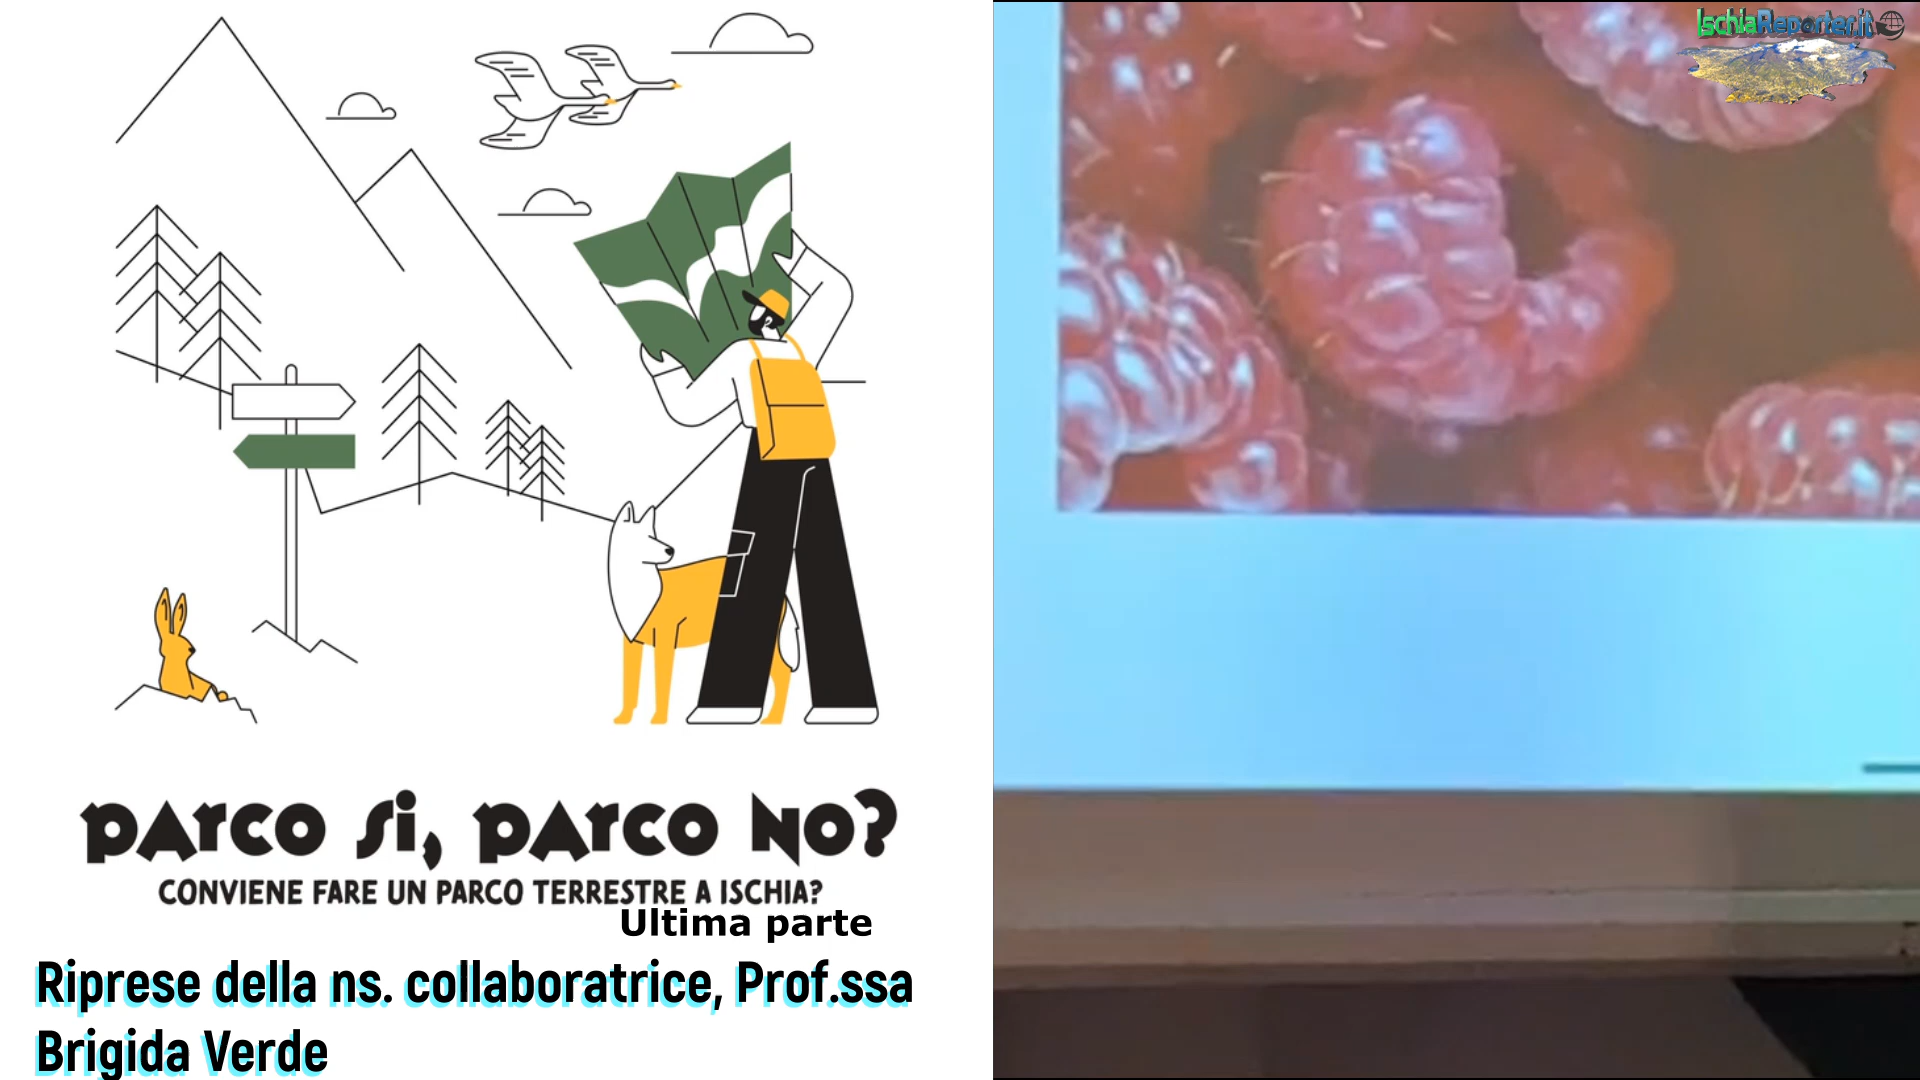 IschiaReporter.it
PARCO SI, PARCO NO?
CONVIENE FARE UN PARCO TERRESTRE A ISCHIA?
Ultima parte
Riprese della ns. collaboratrice, Prof.ssa
Brigida Verde